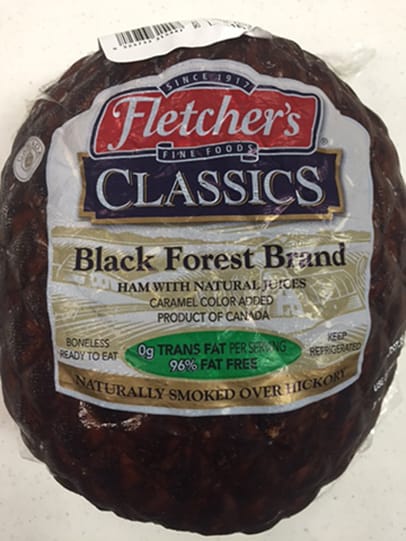 SINCE 1917
Fletcher's
FINE FOODS
CLASSICS
Black Forest Brand
HAM WITH NATURAL JUICES
CARAMEL COLOR ADDED
PRODUCT OF CANADA
BONELESS
READY TO EAT
0g TRANS FAT PER SERVING
96% FAT FREE
KEEP
REFRIGERATED
NATURALLY SMOKED OVER HICKORY